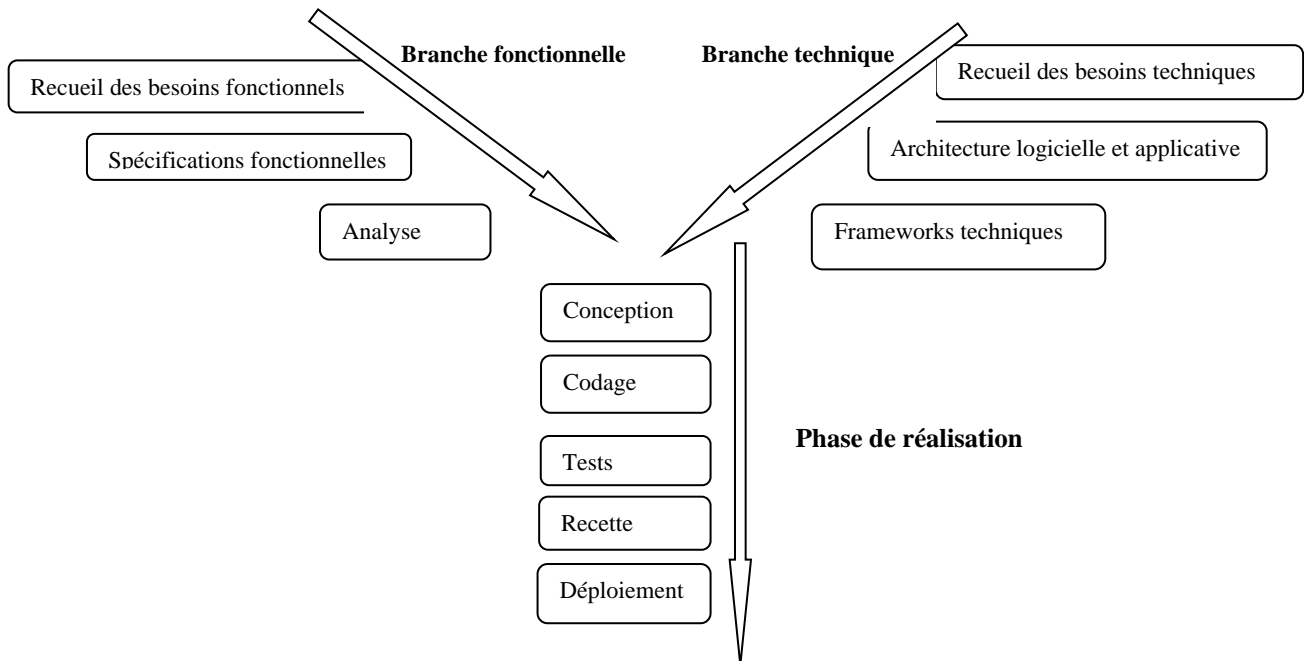 Branche fonctionnelle
Branche technique
Recueil des besoins fonctionnels
Recueil des besoins techniques
Spécifications fonctionnelles
Architecture logicielle et applicative
Analyse
Frameworks techniques
Conception
Codage
Phase de réalisation
Tests
Recette
Déploiement